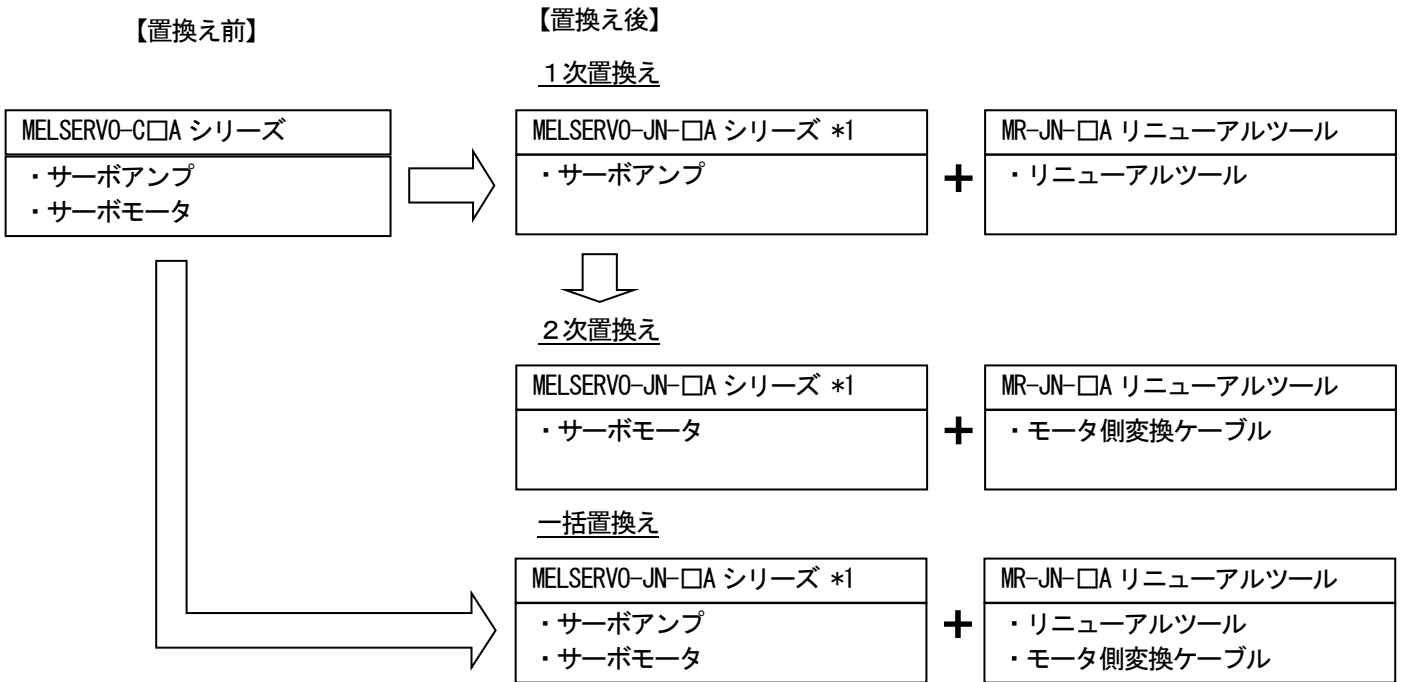 【置換え前】
【置換え後】
１次置換え
MELSERVO-C□A シリーズ
・サーボアンプ
・サーボモータ
MELSERVO-JN-□A シリーズ *1
・サーボアンプ
+
MR-JN-□A リニューアルツール
・リニューアルツール
２次置換え
MELSERVO-JN-□A シリーズ *1
・サーボモータ
+
MR-JN-□A リニューアルツール
・モータ側変換ケーブル
一括置換え
MELSERVO-JN-□A シリーズ *1
・サーボアンプ
・サーボモータ
+
MR-JN-□A リニューアルツール
・リニューアルツール
・モータ側変換ケーブル